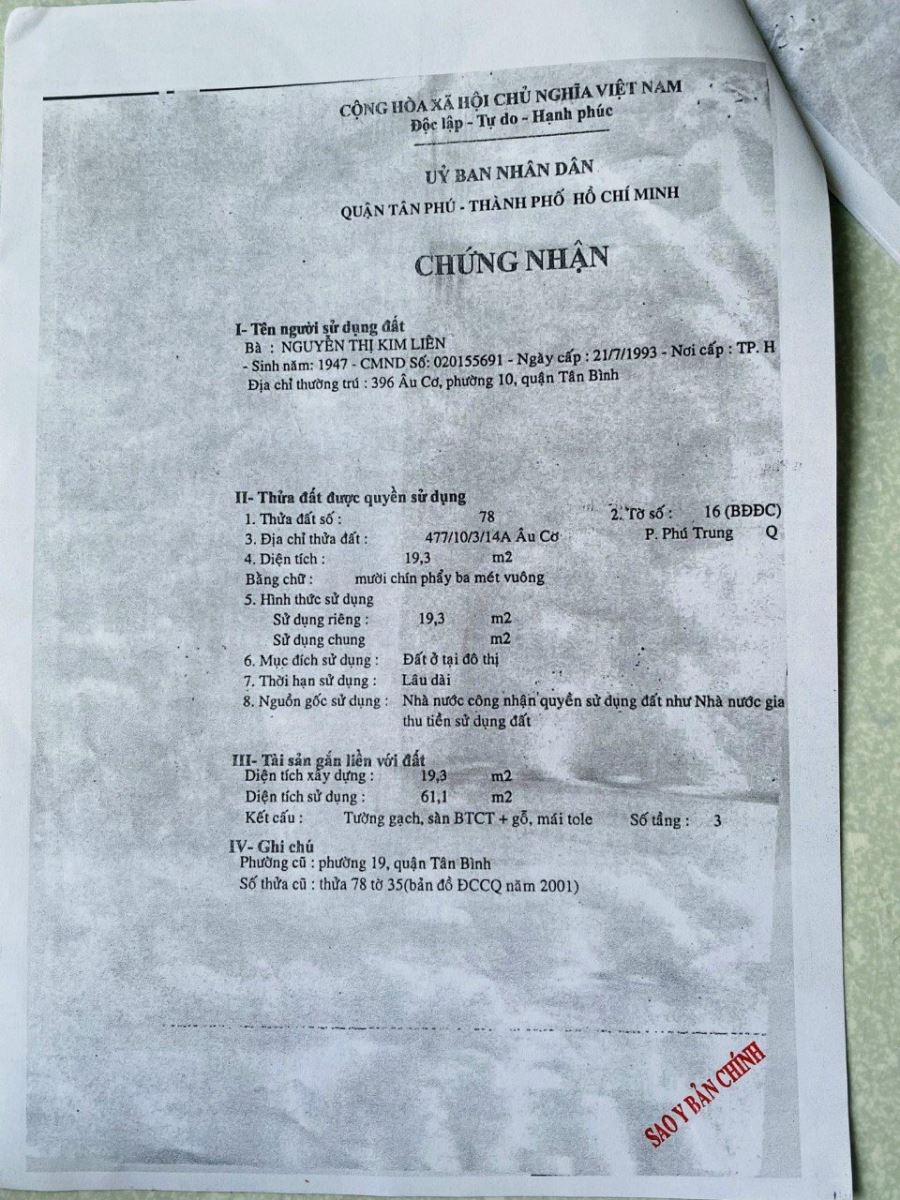 CỘNG HÒA XÃ HỘI CHỦ NGHĨA VIỆT NAM
Độc lập - Tự do - Hạnh phúc
UỶ BAN NHÂN DÂN
QUẬN TÂN PHÚ - THÀNH PHỐ HỒ CHÍ MINH
CHỨNG NHẬN
I- Tên người sử dụng đất
Bà : NGUYỄN THỊ KIM LIÊN
- Sinh năm: 1947 - CMND Số: 020155691 - Ngày cấp : 21/7/1993 - Nơi cấp : TP. H
Địa chỉ thường trú : 396 Âu Cơ, phường 10, quận Tân Bình
II- Thửa đất được quyền sử dụng
1. Thửa đất số : 78 2. Tờ số : 16 (BĐĐC)
3. Địa chỉ thửa đất : 477/10/3/14A Âu Cơ P. Phú Trung Q
4. Diện tích : 19,3 m2
Bằng chữ : mười chín phẩy ba mét vuông
5. Hình thức sử dụng
Sử dụng riêng : 19,3 m2
Sử dụng chung m2
6. Mục đích sử dụng : Đất ở tại đô thị
7. Thời hạn sử dụng : Lâu dài
8. Nguồn gốc sử dụng : Nhà nước công nhận quyền sử dụng đất như Nhà nước gia
thu tiền sử dụng đất
III- Tài sản gắn liền với đất
Diện tích xây dựng : 19,3 m2
Diện tích sử dụng : 61,1 m2
Kết cấu : Tường gạch, sàn BTCT + gỗ, mái tole Số tầng : 3
IV- Ghi chú
Phường cũ : phường 19, quận Tân Bình
Số thửa cũ : thửa 78 tờ 35(bản đồ ĐCCQ năm 2001)
SAO Y BẢN CHÍNH